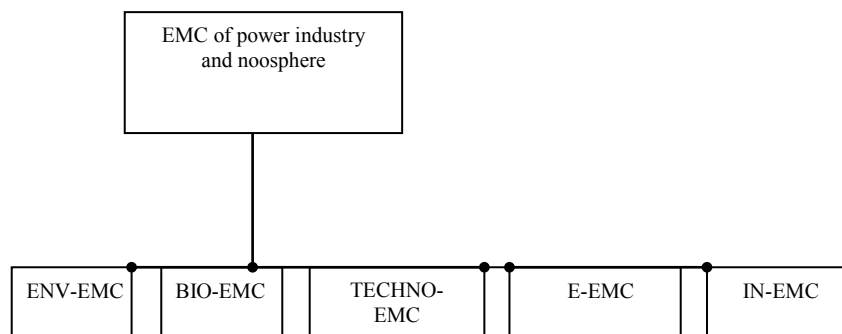 EMC of power industry
and noosphere
ENV-EMC
BIO-EMC
TECHNO-
EMC
E-EMC
IN-EMC